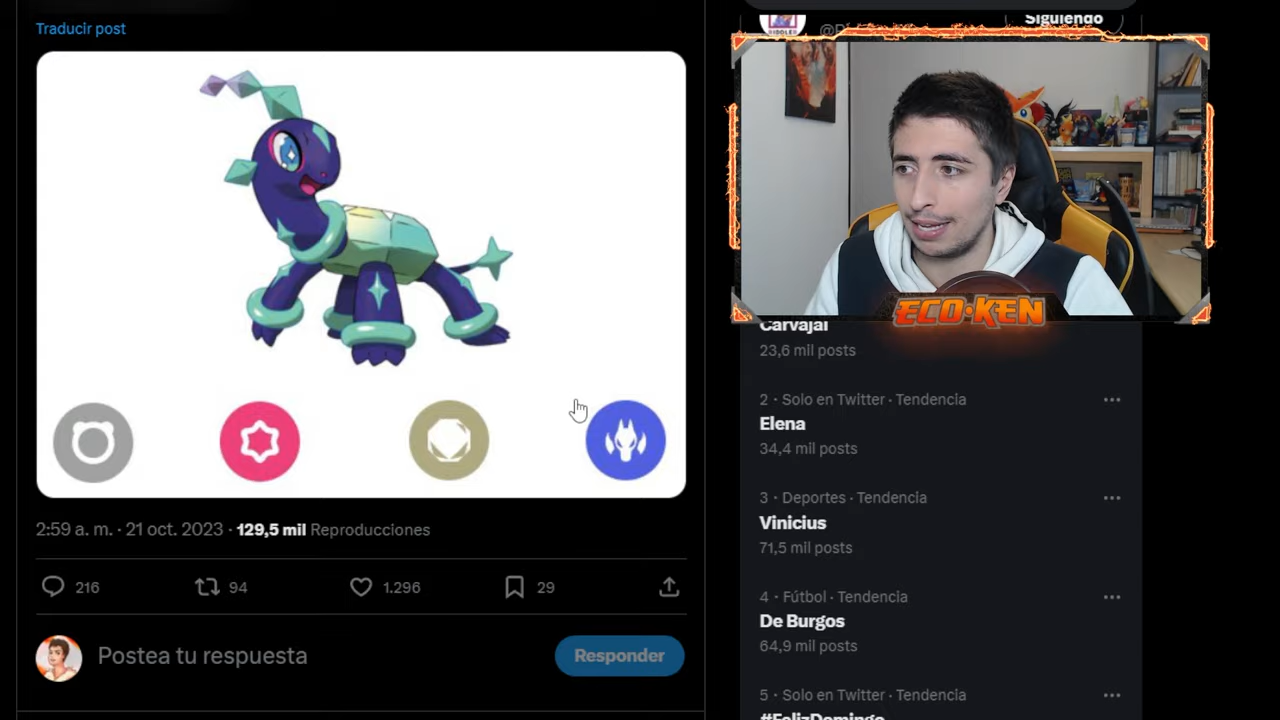 Traducir post
2:59 a. m. · 21 oct. 2023 · 129,5 mil Reproducciones
216
94
1.296
29
Postea tu respuesta
Responder
Siguiendo
ECO·KEN
Carvajal
23,6 mil posts
2 · Solo en Twitter · Tendencia
Elena
34,4 mil posts
3 · Deportes · Tendencia
Vinicius
71,5 mil posts
4 · Fútbol · Tendencia
De Burgos
64,9 mil posts
5 · Solo en Twitter · Tendencia
#FelizDomingo